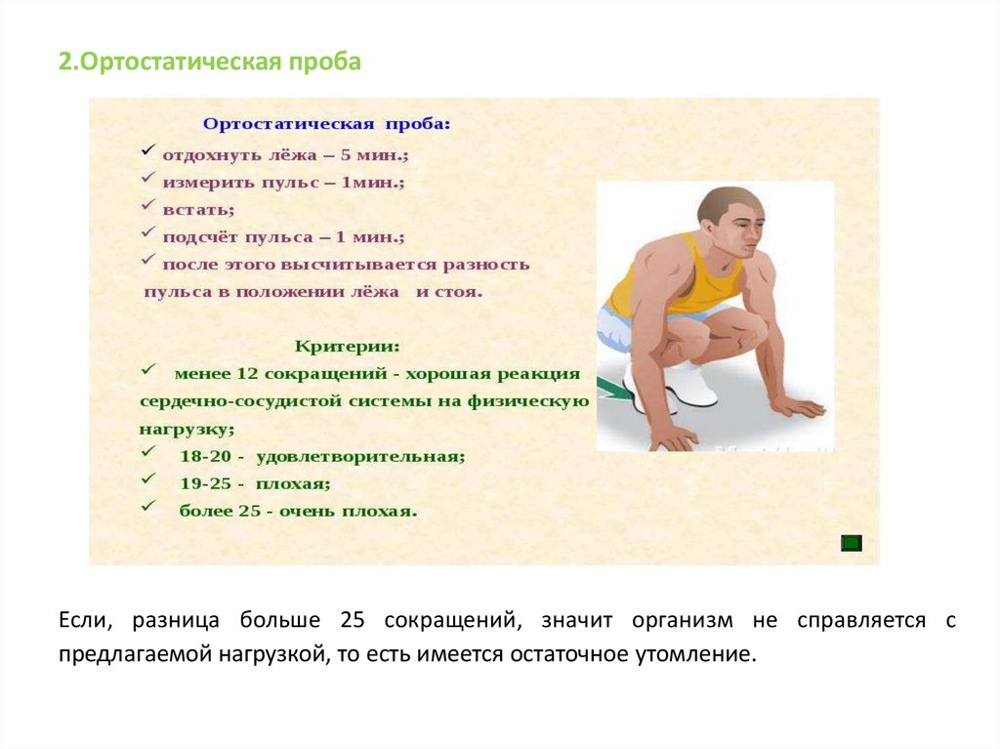 2.Ортостатическая проба
Ортостатическая проба:
✓ отдохнуть лёжа – 5 мин.;
✓ измерить пульс – 1мин.;
✓ встать;
✓ подсчёт пульса – 1 мин.;
✓ после этого высчитывается разность
пульса в положении лёжа и стоя.
Критерии:
✓ менее 12 сокращений - хорошая реакция
сердечно-сосудистой системы на физическую
нагрузку;
✓ 18-20 - удовлетворительная;
✓ 19-25 - плохая;
✓ более 25 - очень плохая.
Если, разница больше 25 сокращений, значит организм не справляется с
предлагаемой нагрузкой, то есть имеется остаточное утомление.